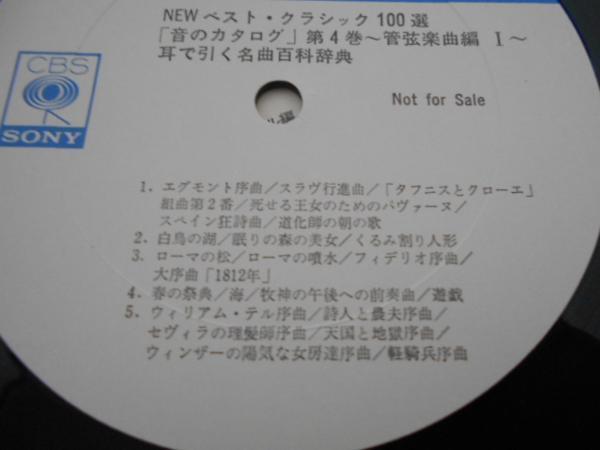 NEW ベスト・クラシック 100 選
「音のカタログ」第4巻〜管弦楽曲編 I〜
耳で引く名曲百科辞典
CBS
SONY
Not for Sale
1. エグモント序曲/スラヴ行進曲/「タフニスとクローエ」
組曲第2番/死せる王女のためのパヴァーヌ/
スペイン狂詩曲/道化師の朝の歌
2. 白鳥の湖/眠りの森の美女/くるみ割り人形
3. ローマの松/ローマの噴水/フィデリオ序曲/
大序曲「1812年」
4. 春の祭典/海/牧神の午後への前奏曲/遊戯
5. ウィリアム・テル序曲/詩人と農夫序曲/
セヴィラの理髪師序曲/天国と地獄序曲/
ウィンザーの陽気な女房達序曲/軽騎兵序曲